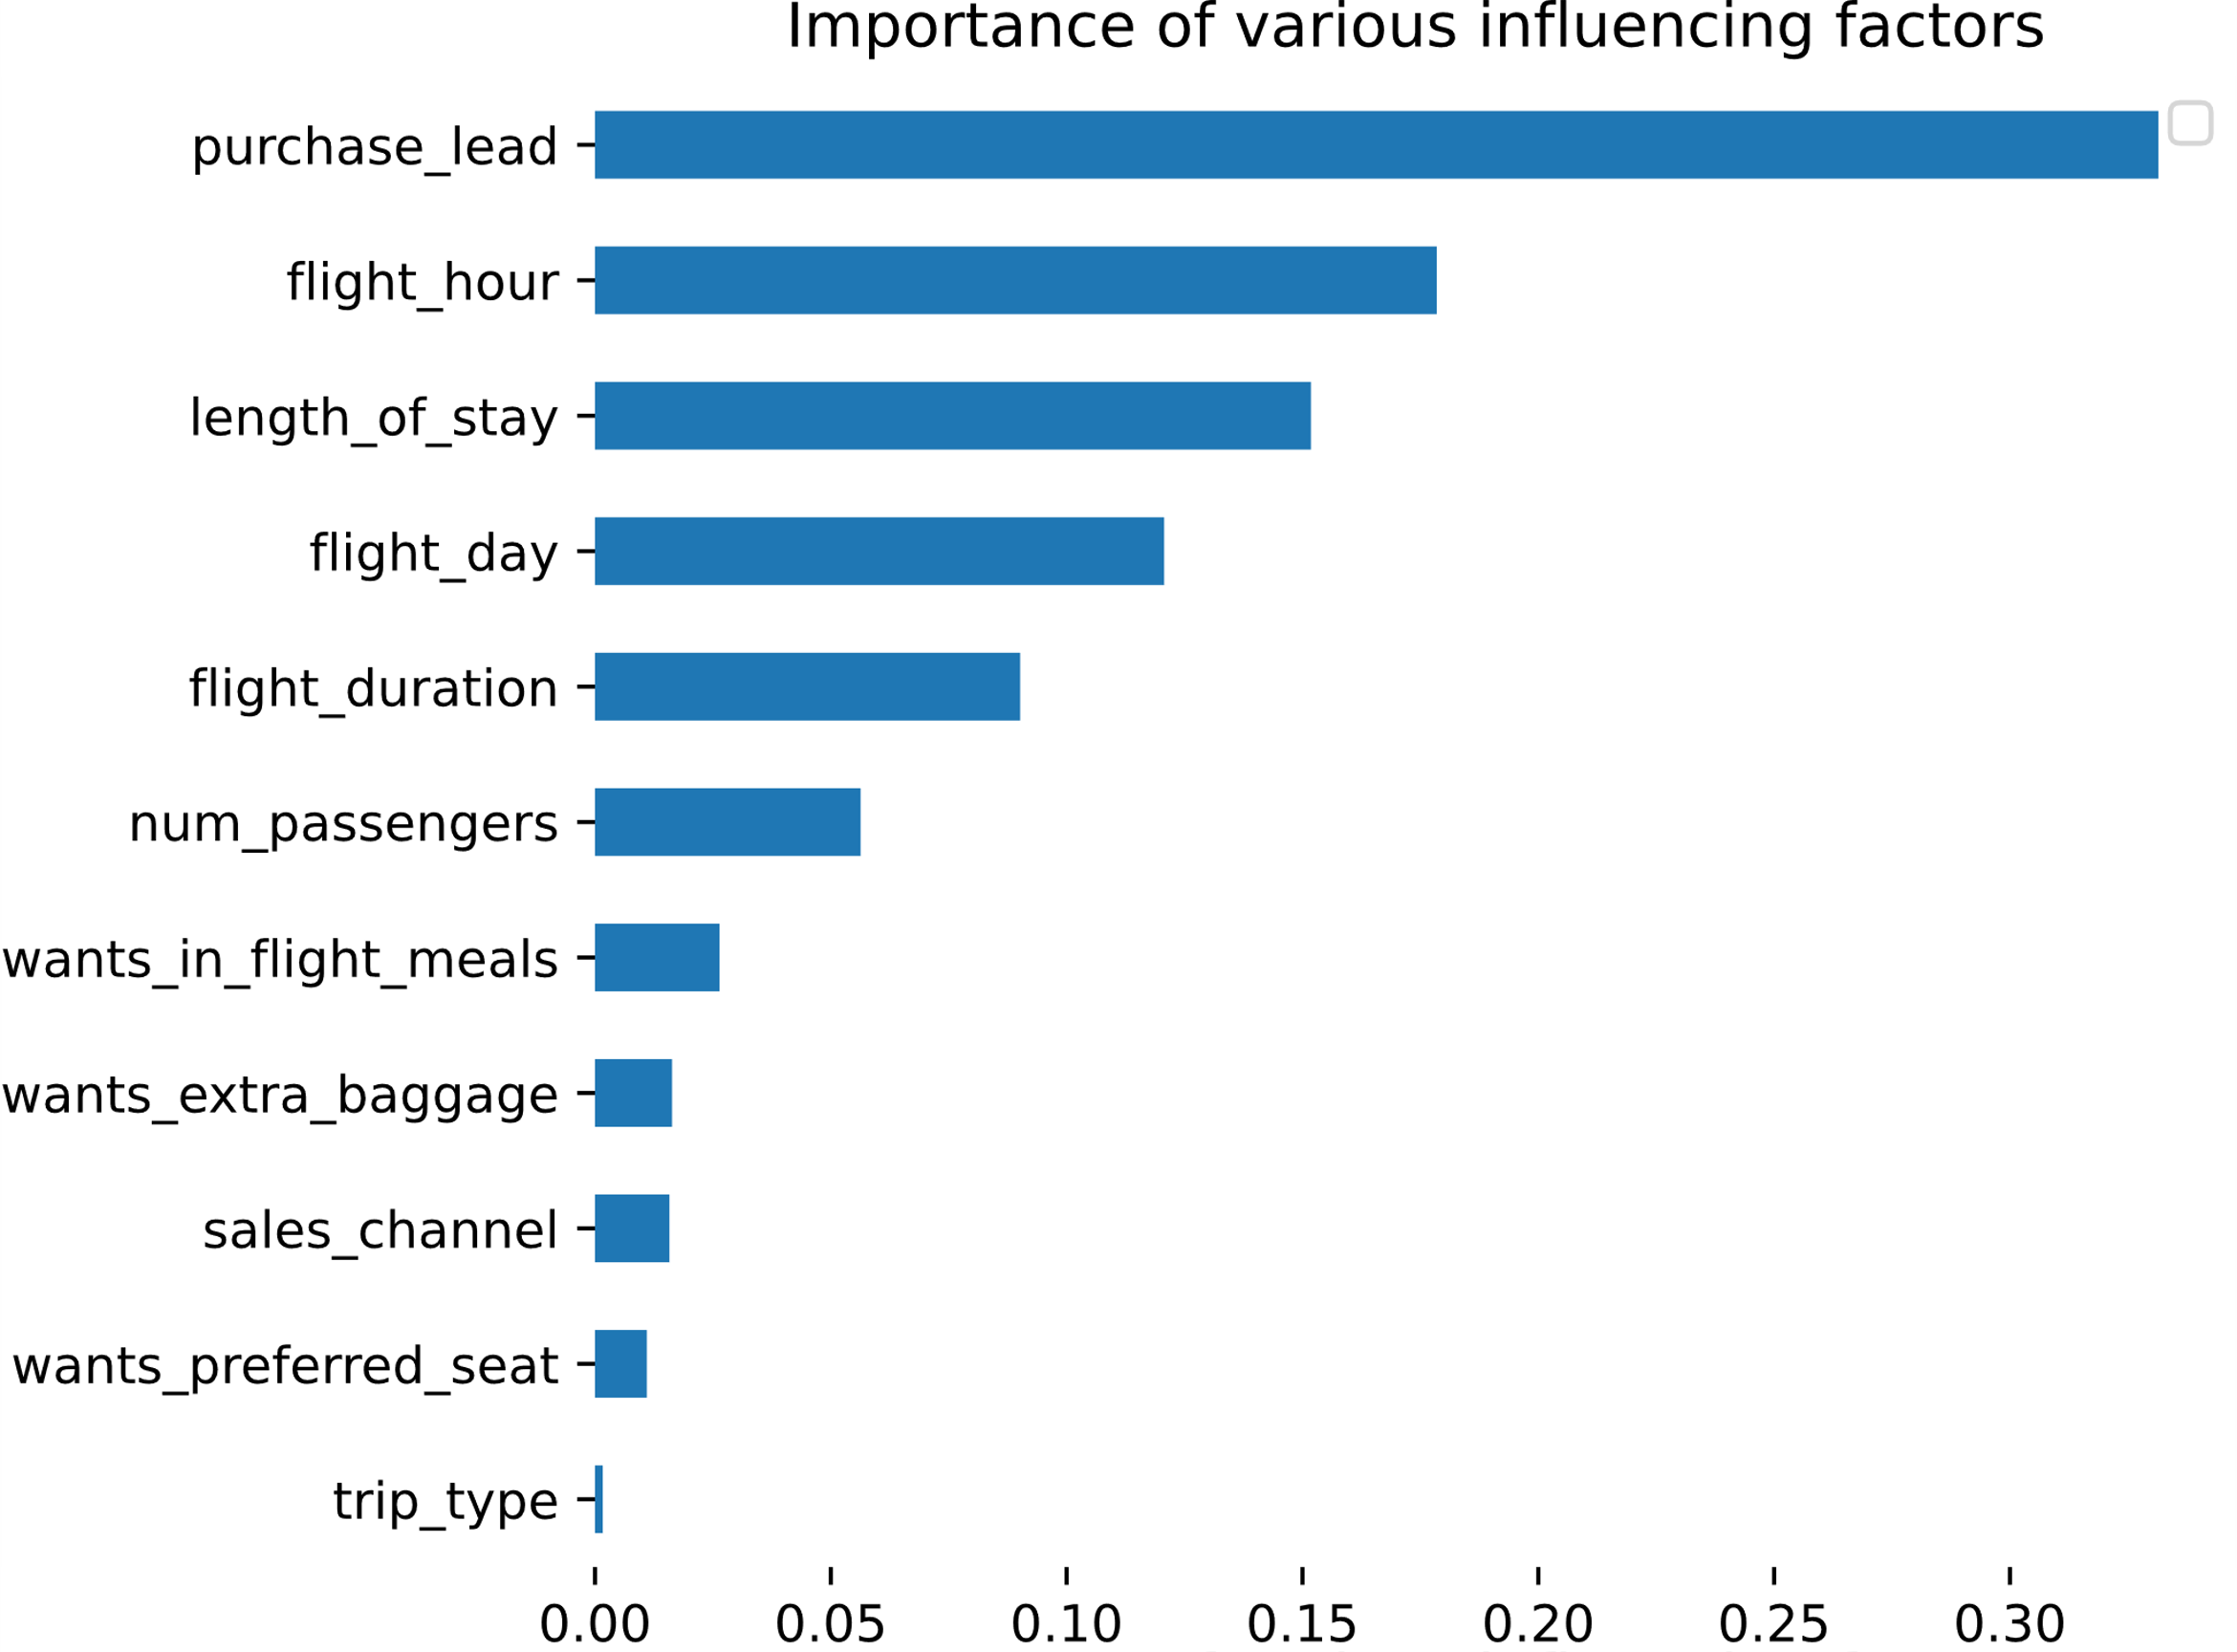 Importance of various influencing factors
purchase_lead
flight_hour
length_of_stay
flight_day
flight_duration
num_passengers
wants_in_flight_meals
wants_extra_baggage
sales_channel
wants_preferred_seat
trip_type
0.00 0.05 0.10 0.15 0.20 0.25 0.30